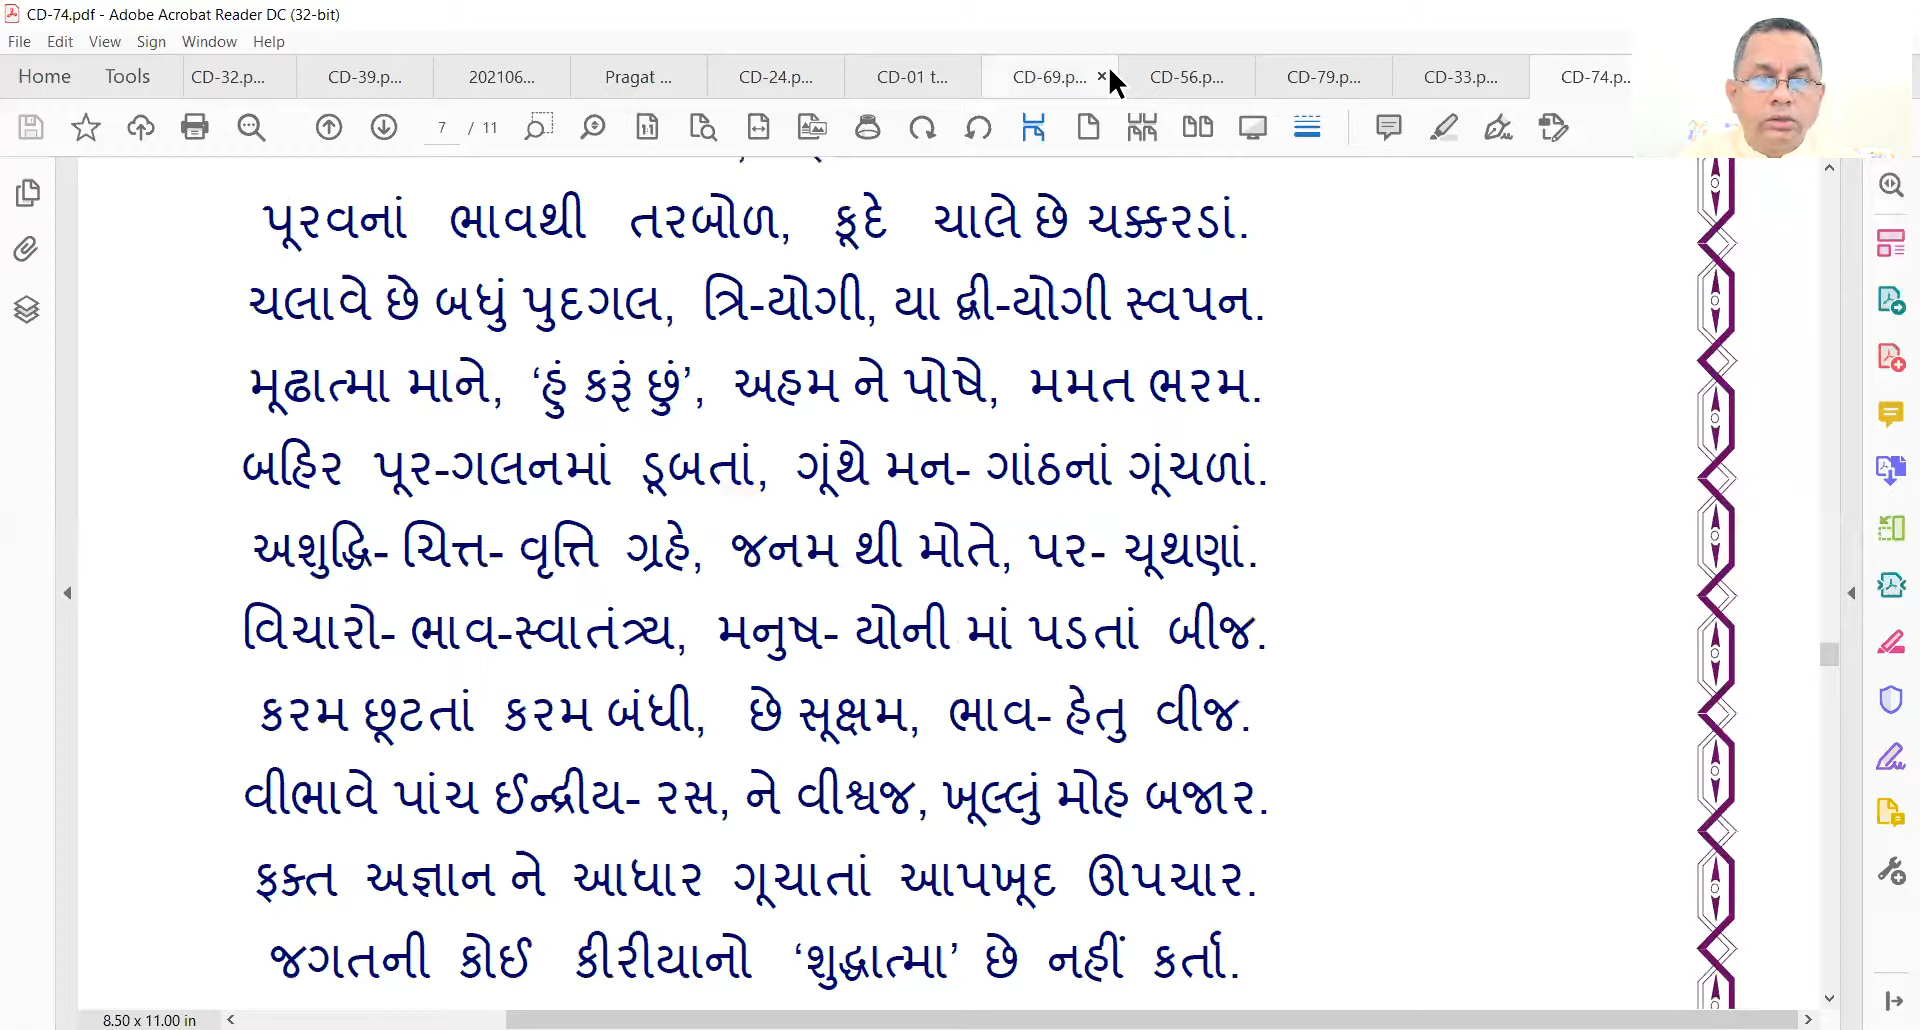 CD-74.pdf - Adobe Acrobat Reader DC (32-bit)
File Edit View Sign Window Help
Home Tools CD-32.p... CD-39.p... 202106... Pragat ... CD-24.p... CD-01 t... CD-69.p... × CD-56.p... CD-79.p... CD-33.p... CD-74.p..
7 / 11
પૂરવનાં ભાવથી તરબોળ, કૂદે ચાલે છે ચક્કરડાં.
ચલાવે છે બધું પુદગલ, ત્રિ-યોગી, યા દ્વી-યોગી સ્વપન.
મૂઢાત્મા માને, ‘હું કરૂં છું’, અહમ ને પોષે, મમત ભરમ.
બહિર પૂર-ગલનમાં ડૂબતાં, ગૂંથે મન- ગાંઠનાં ગૂંચળાં.
અશુદ્ધિ- ચિત્ત- વૃત્તિ ગ્રહે, જનમ થી મોતે, પર- ચૂથણાં.
વિચારો- ભાવ-સ્વાતંત્ર્ય, મનુષ- યોની માં પડતાં બીજ.
કરમ છૂટતાં કરમ બંધી, છે સૂક્ષમ, ભાવ- હેતુ વીજ.
વીભાવે પાંચ ઈન્દ્રીય- રસ, ને વીશ્વજ, ખૂલ્લું મોહ બજાર.
ફક્ત અજ્ઞાન ને આધાર ગૂચાતાં આપખૂદ ઊપચાર.
જગતની કોઈ કીરીયાનો ‘શુદ્ધાત્મા’ છે નહીં કર્તા.
8.50 x 11.00 in